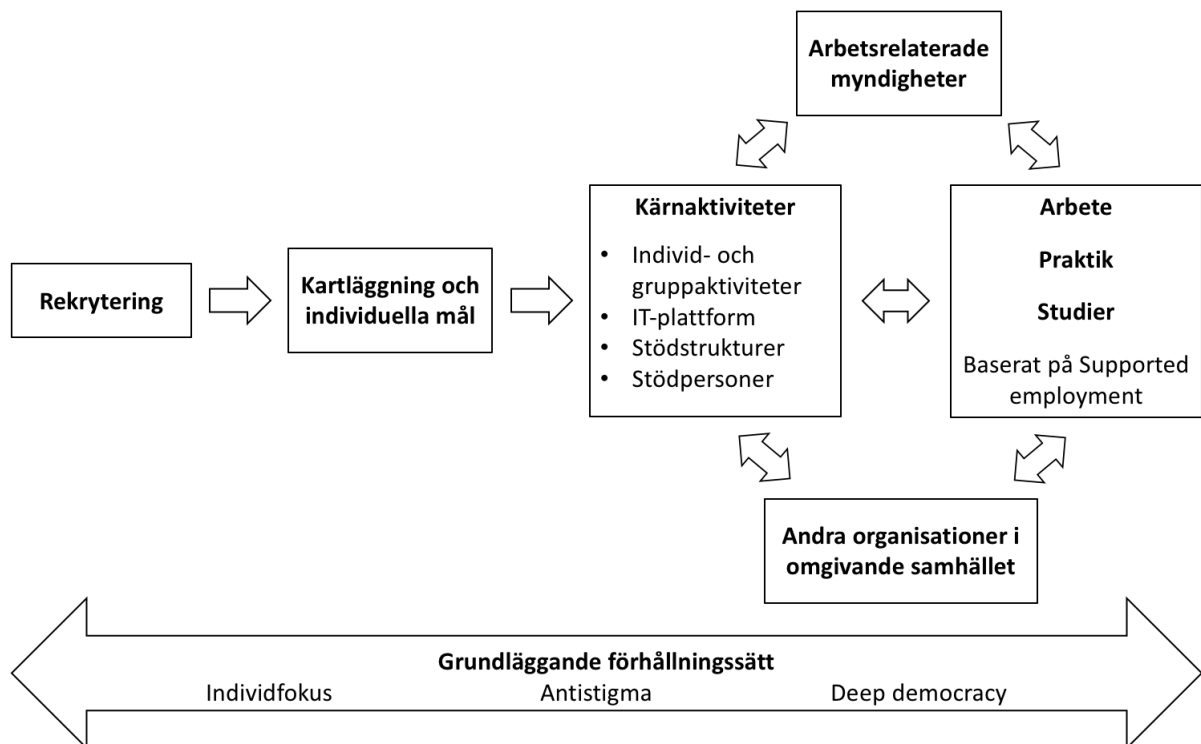 Arbetsrelaterade
myndigheter
Rekrytering
Kartläggning och
individuella mål
Kärnaktiviteter
• Individ- och
gruppaktiviteter
• IT-plattform
• Stödstrukturer
• Stödpersoner
Arbete
Praktik
Studier
Baserat på Supported
employment
Andra organisationer i
omgivande samhället
Grundläggande förhållningssätt
Individfokus Antistigma Deep democracy